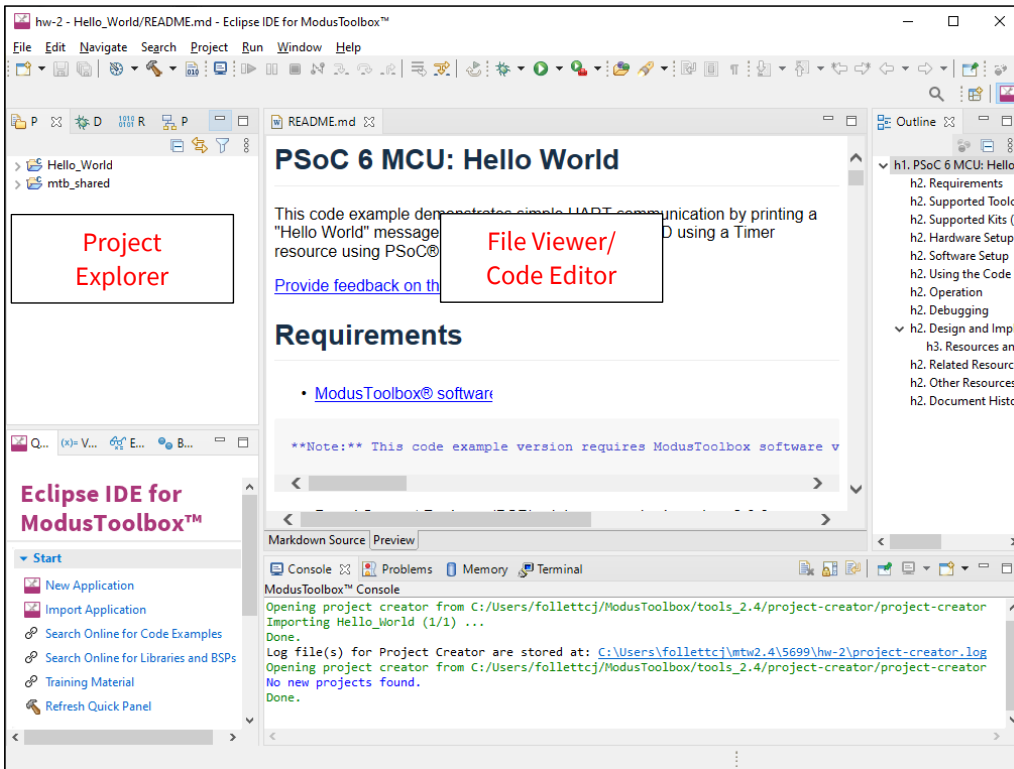 hw-2 - Hello_World/README.md - Eclipse IDE for ModusToolbox™
File Edit Navigate Search Project Run Window Help
P D R P
Hello_World
mtb_shared
Project
Explorer
README.md
PSoC 6 MCU: Hello World
This code example demonstrates simple UART communication by printing a
"Hello World" message D using a Timer
resource using PSoC®
Provide feedback on th
Requirements
• ModusToolbox® software
**Note:** This code example version requires ModusToolbox software v
File Viewer/
Code Editor
Markdown Source Preview
Outline
h1. PSoC 6 MCU: Hello
h2. Requirements
h2. Supported Toolc
h2. Supported Kits (
h2. Hardware Setup
h2. Software Setup
h2. Using the Code
h2. Operation
h2. Debugging
h2. Design and Impl
h3. Resources an
h2. Related Resourc
h2. Other Resources
h2. Document Histo
Q... (x)= V... E... B...
Eclipse IDE for
ModusToolbox™
Start
New Application
Import Application
Search Online for Code Examples
Search Online for Libraries and BSPs
Training Material
Refresh Quick Panel
Console Problems Memory Terminal
ModusToolbox™ Console
Opening project creator from C:/Users/follettcj/ModusToolbox/tools_2.4/project-creator/project-creator
Importing Hello_World (1/1) ...
Done.
Log file(s) for Project Creator are stored at: C:\Users\follettcj\mtw2.4\5699\hw-2\project-creator.log
Opening project creator from C:/Users/follettcj/ModusToolbox/tools_2.4/project-creator/project-creator
No new projects found.
Done.